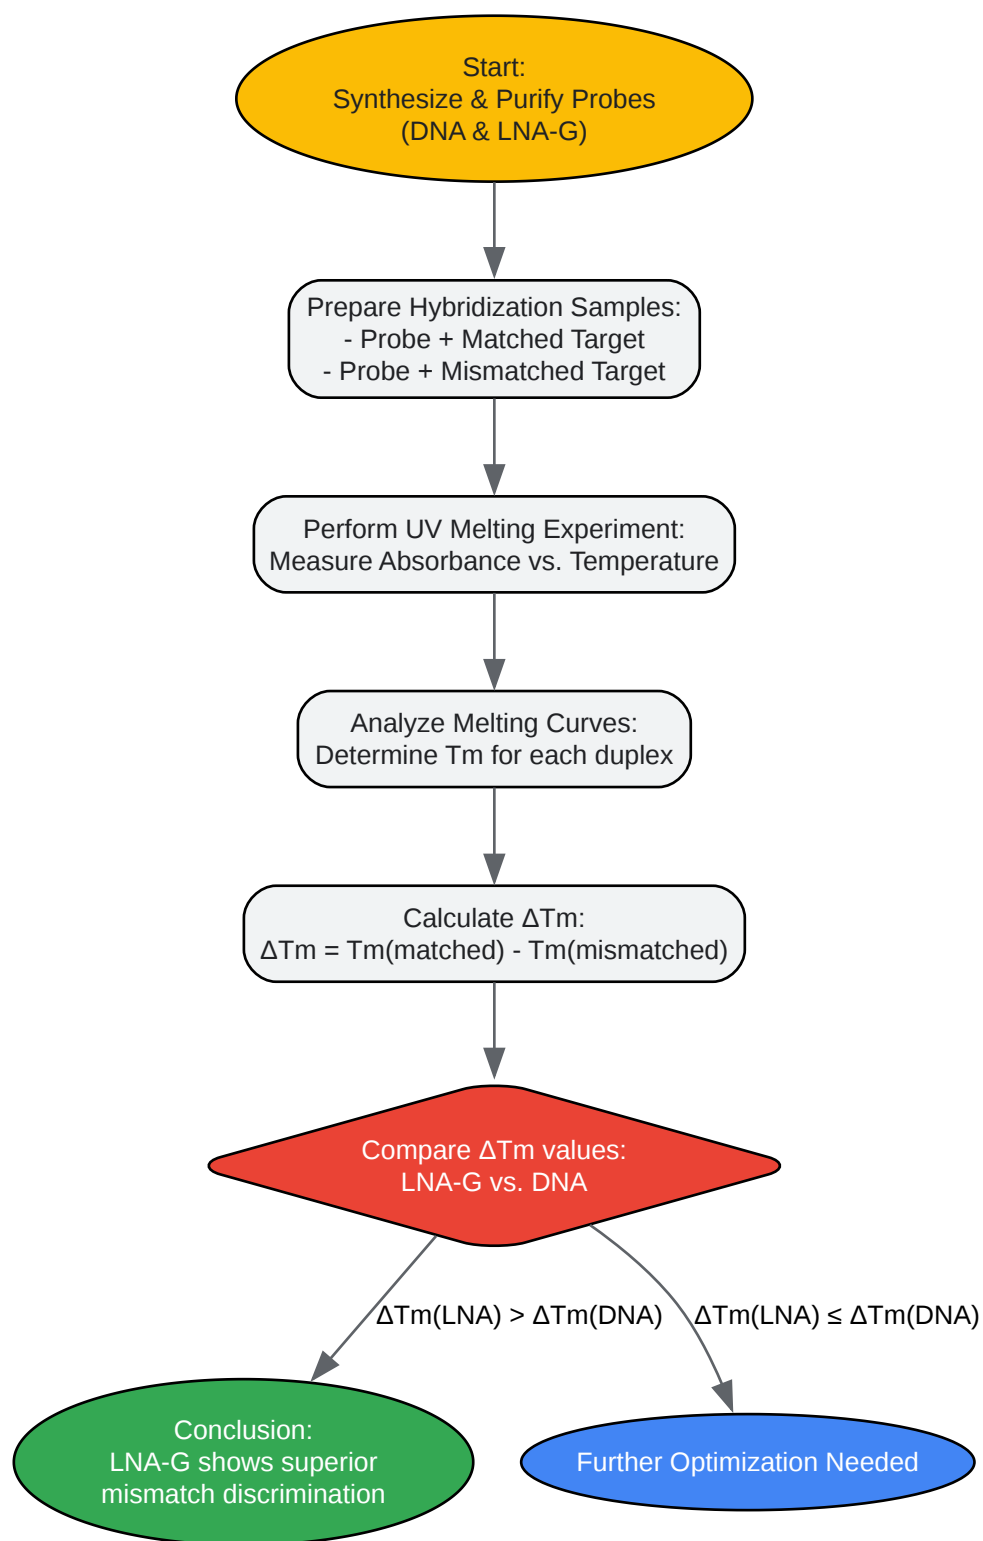 Start:
Synthesize & Purify Probes
(DNA & LNA-G)
Prepare Hybridization Samples:
- Probe + Matched Target
- Probe + Mismatched Target
Perform UV Melting Experiment:
Measure Absorbance vs. Temperature
Analyze Melting Curves:
Determine Tm for each duplex
Calculate ΔTm:
ΔTm = Tm(matched) - Tm(mismatched)
Compare ΔTm values:
LNA-G vs. DNA
ΔTm(LNA) > ΔTm(DNA)
ΔTm(LNA) ≤ ΔTm(DNA)
Conclusion:
LNA-G shows superior
mismatch discrimination
Further Optimization Needed